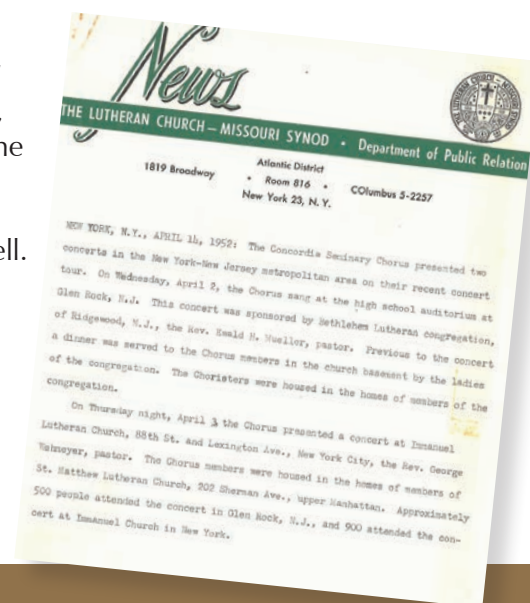 ne
ell.
News
THE LUTHERAN CHURCH — MISSOURI SYNOD • Department of Public Relation
1819 Broadway
Atlantic District
• Room 816 •
New York 23, N. Y.
COlumbus 5-2257
NEW YORK, N.Y., APRIL 14, 1952: The Concordia Seminary Chorus presented two
concerts in the New York-New Jersey metropolitan area on their recent concert
tour. On Wednesday, April 2, the Chorus sang at the high school auditorium at
Glen Rock, N.J. This concert was sponsored by Bethlehem Lutheran congregation,
of Ridgewood, N.J., the Rev. Ewald H. Mueller, pastor. Previous to the concert
a dinner was served to the Chorus members in the church basement by the ladies
of the congregation. The Choristers were housed in the homes of members of the
congregation.
On Thursday night, April 3 the Chorus presented a concert at Immanuel
Lutheran Church, 88th St. and Lexington Ave., New York City, the Rev. George
pastor. The Chorus members were housed in the homes of members of
St. Matthew Lutheran Church, 202 Sherman Ave., upper Manhattan. Approximately
500 people attended the concert in Glen Rock, N.J., and 900 attended the con-
cert at Immanuel Church in New York.